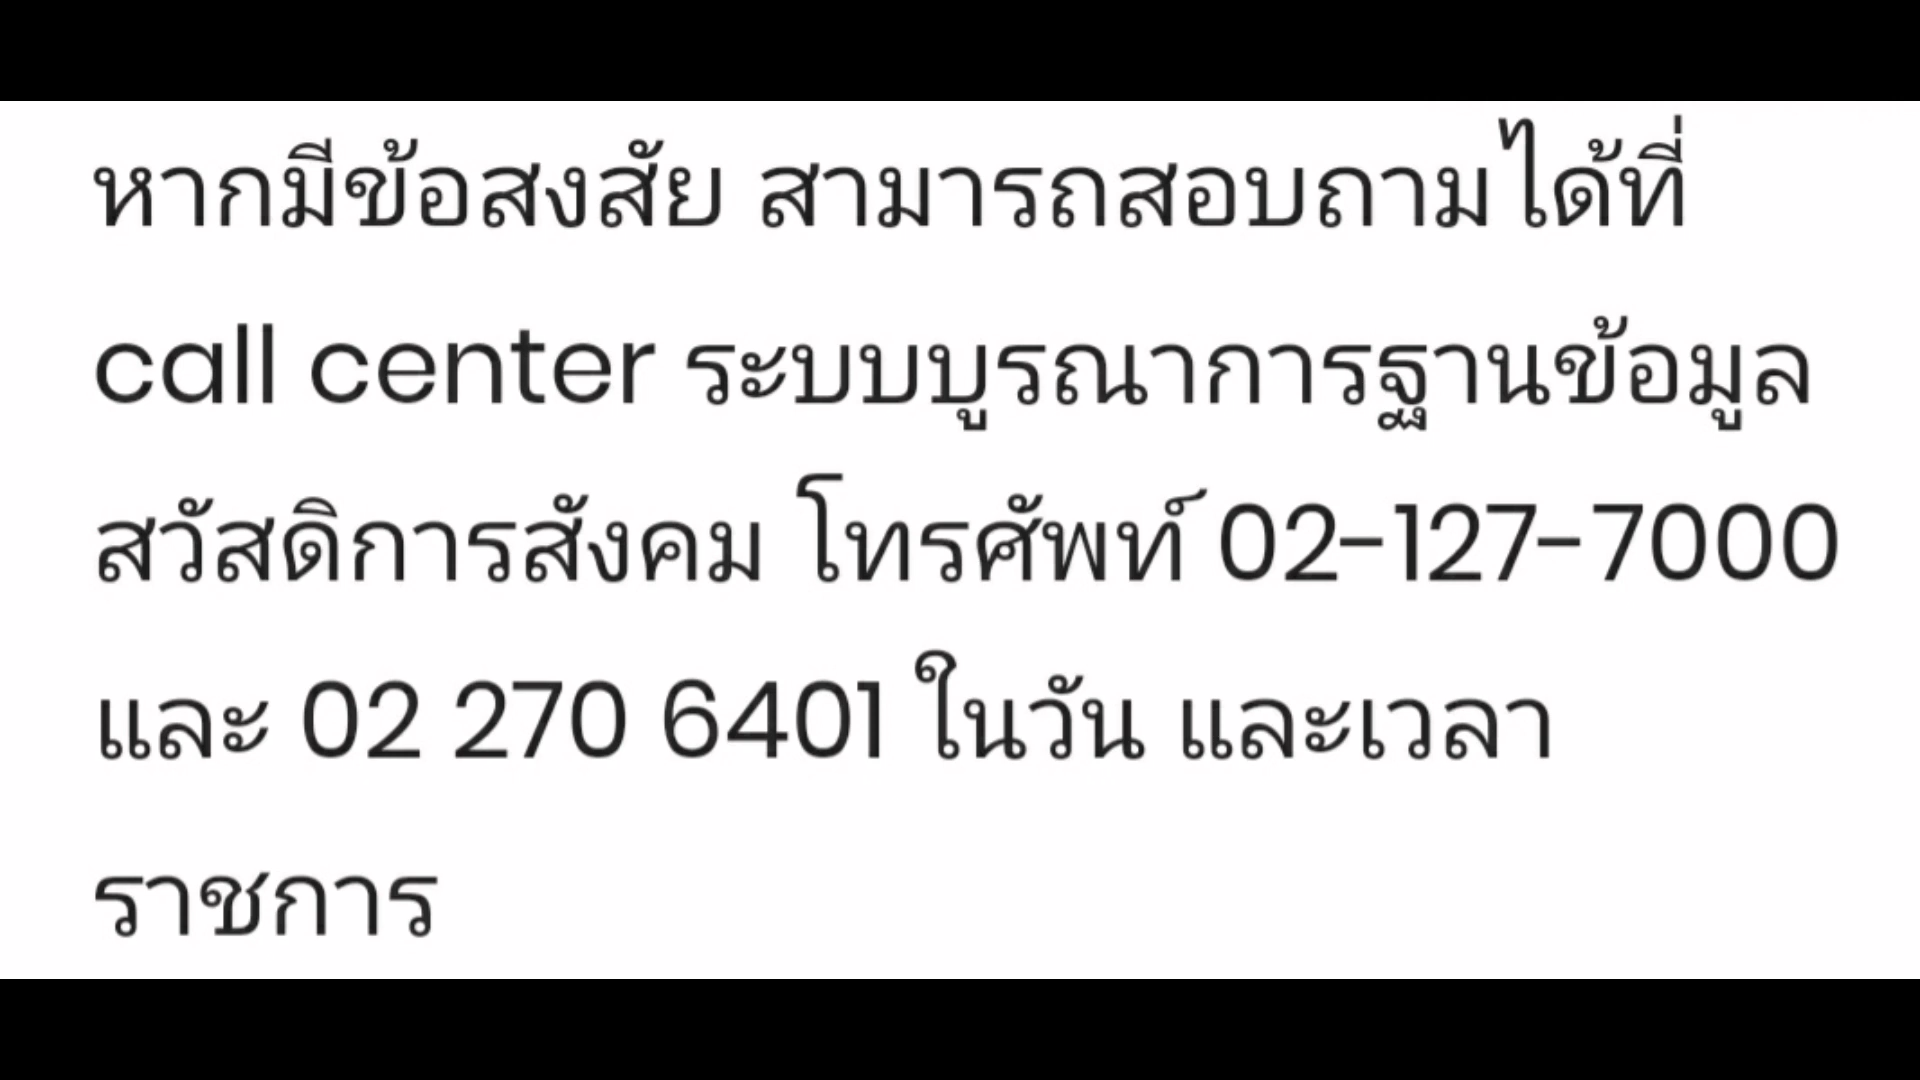 หากมีข้อสงสัย สามารถสอบถามได้ที่
call center ระบบบูรณาการฐานข้อมูล
สวัสดิการสังคม โทรศัพท์ 02-127-7000
และ 02 270 6401 ในวัน และเวลา
ราชการ